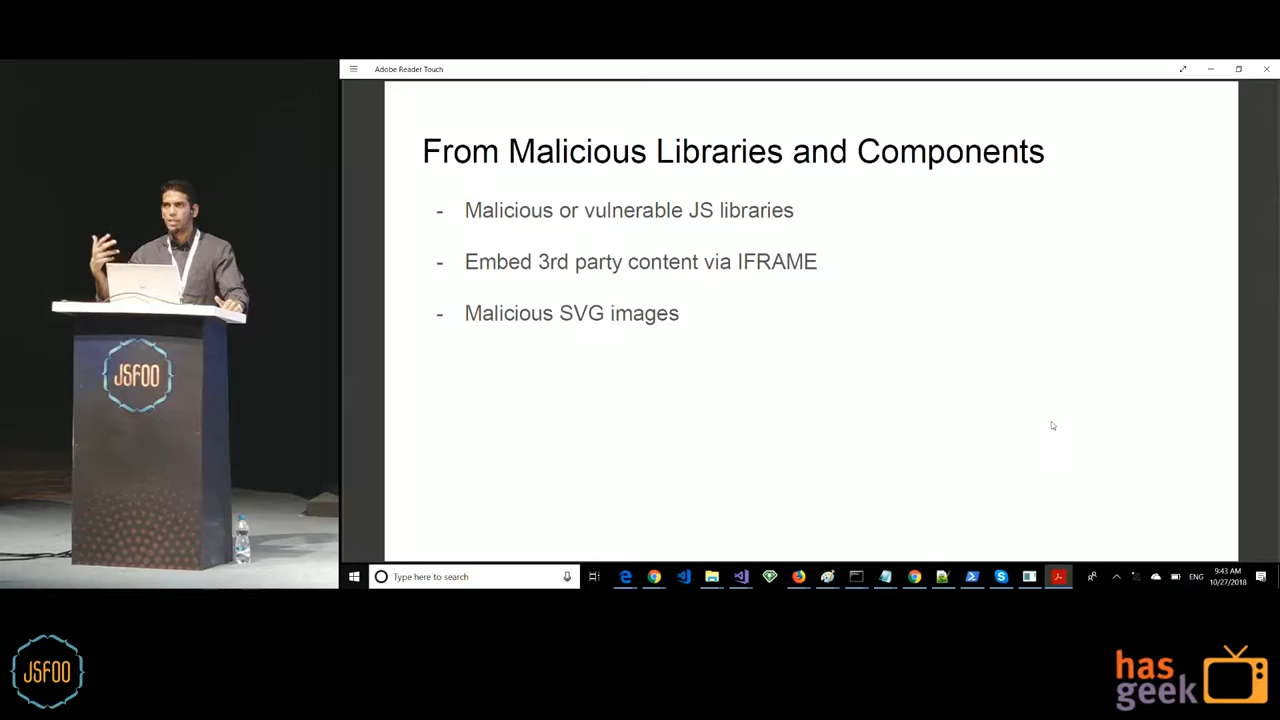 Adobe Reader Touch
From Malicious Libraries and Components
- Malicious or vulnerable JS libraries
- Embed 3rd party content via IFRAME
- Malicious SVG images
JSFOO
Type here to search
ENG
9:43 AM
10/27/2018
JSFOO
has
geek